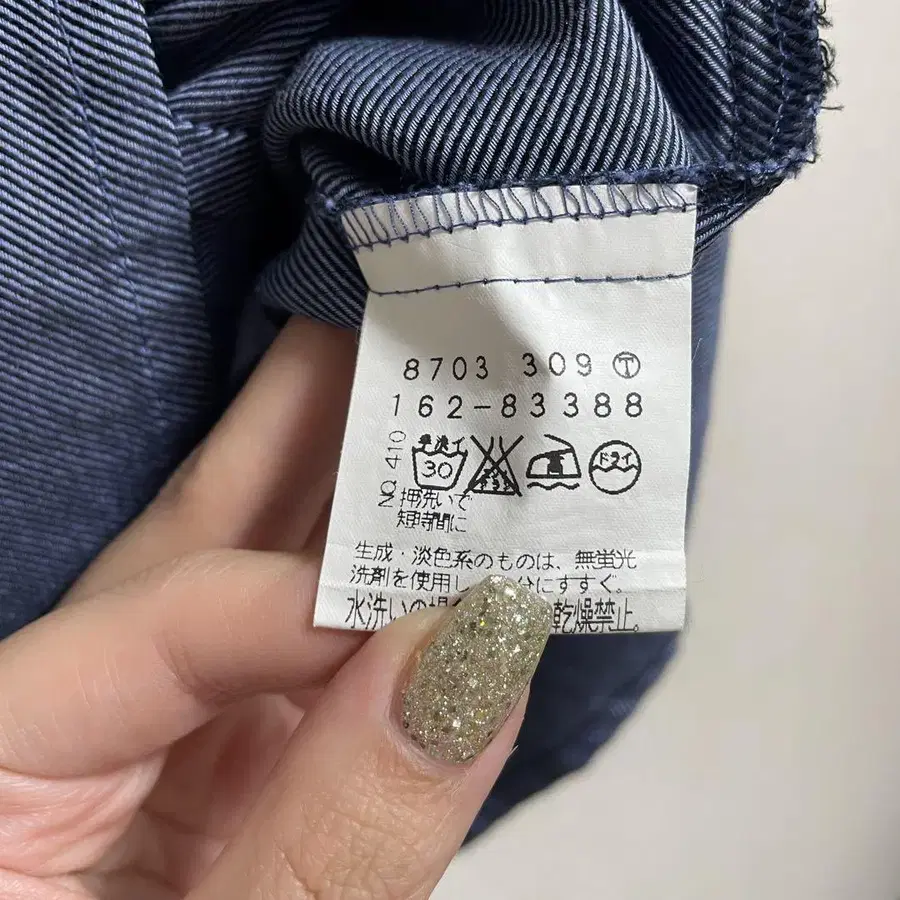 8703 309 Ⓣ
162-83388
NO. 410
手洗イ
30
ドライ
押洗いで
短時間に
生成・淡色系のものは、無蛍光
洗剤を使用し 分にすすぐ。
水洗いの場 乾燥禁止。